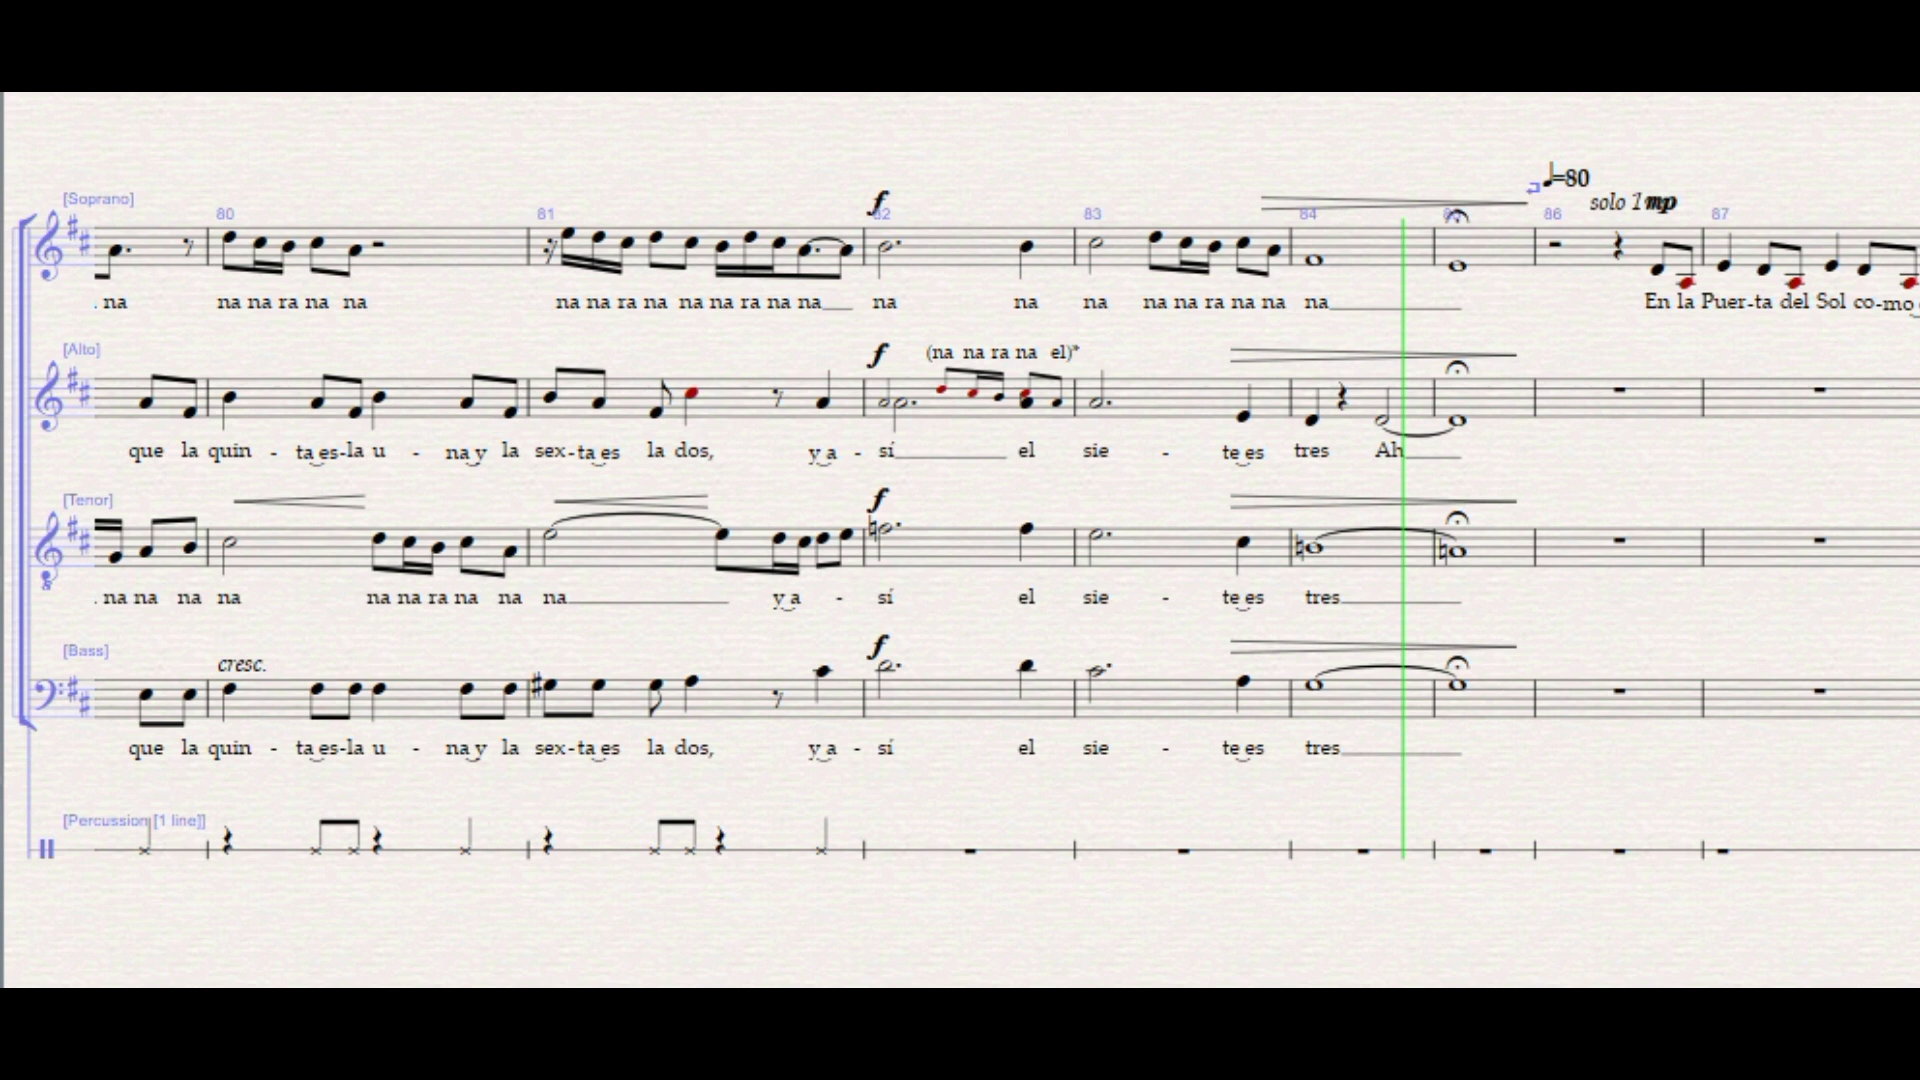 ♩=80
[Soprano]
f
solo 1
mp
80 81 82 83 84 86 87
. na na na ra na na na na ra na na na ra na na na na na na na ra na na na En la Puer-ta del Sol co-mo
[Alto]
f
(na na ra na el)*
que la quin - ta es-la u - na y la sex-ta es la dos, y a - sí el sie - te es tres Ah
[Tenor]
f
. na na na na na na ra na na na y a - sí el sie - te es tres
[Bass]
cresc.
f
que la quin - ta es-la u - na y la sex-ta es la dos, y a - sí el sie - te es tres
[Percussion [1 line]]